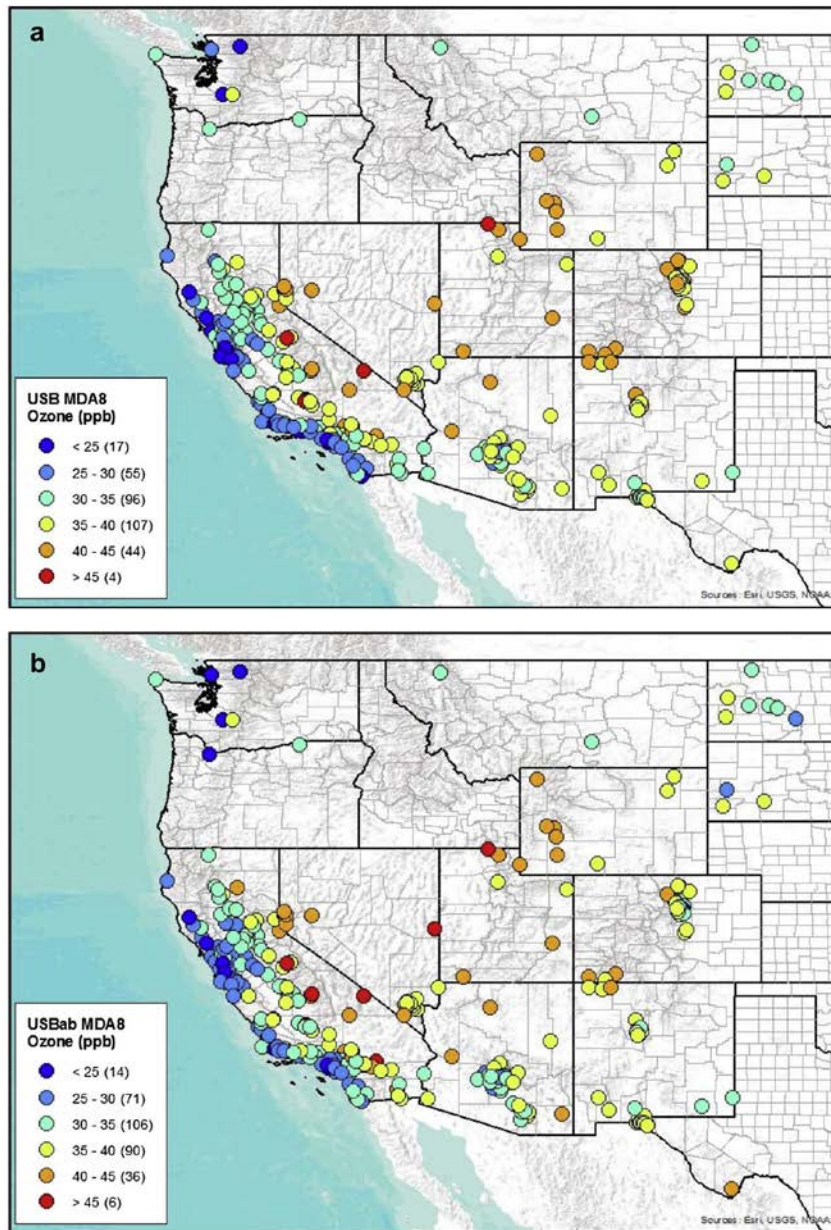 a
USB MDA8
Ozone (ppb)
< 25 (17)
25 - 30 (55)
30 - 35 (96)
35 - 40 (107)
40 - 45 (44)
> 45 (4)
Sources: Esri, USGS, NOAA
b
USBab MDA8
Ozone (ppb)
< 25 (14)
25 - 30 (71)
30 - 35 (106)
35 - 40 (90)
40 - 45 (36)
> 45 (6)
Sources: Esri, USGS, NOAA